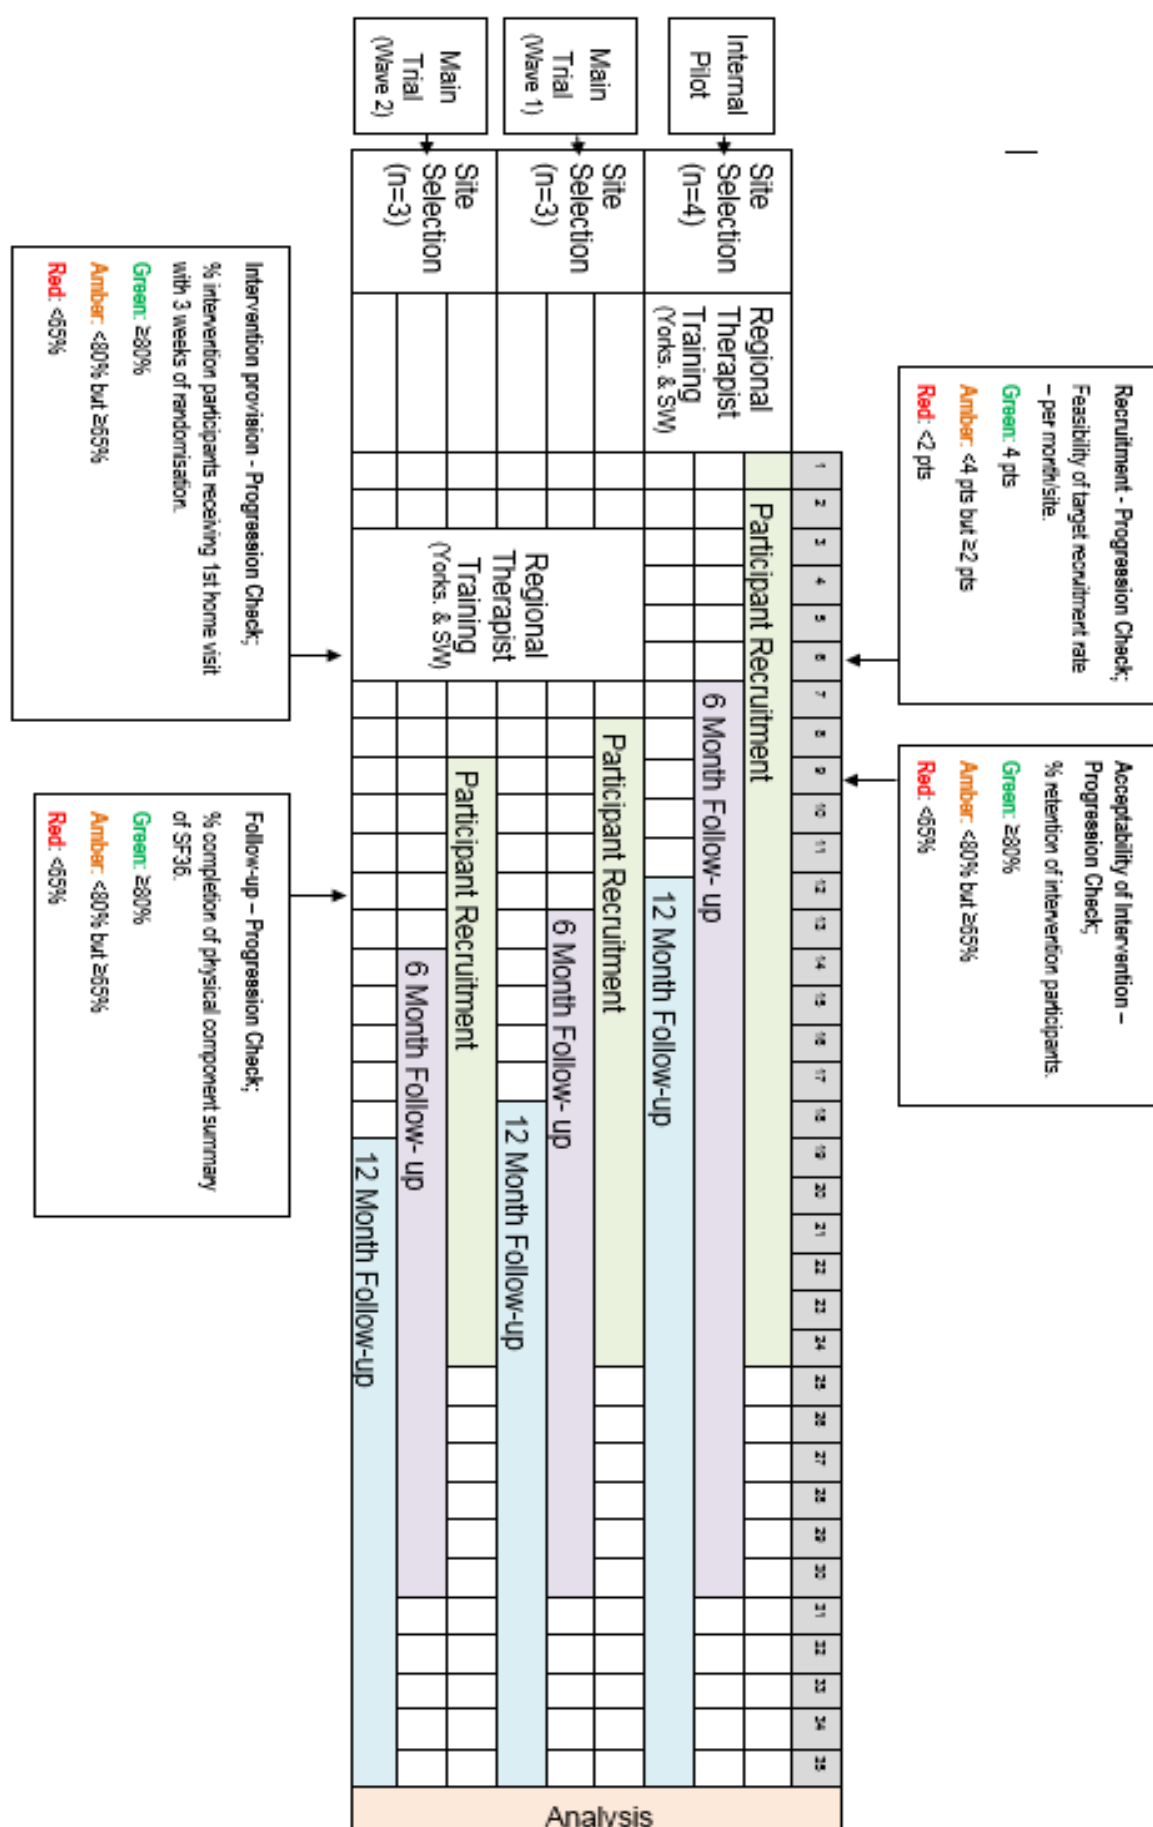 Recruitment - Progression Check;
Feasibility of target recruitment rate
– per month/site.
Green: 4 pts
Amber: <4 pts but ≥2 pts
Red: <2 pts
Acceptability of Intervention –
Progression Check;
% retention of intervention participants.
Green: ≥80%
Amber: <80% but ≥65%
Red: <65%
1 2 3 4 5 6 7 8 9 10 11 12 13 14 15 16 17 18 19 20 21 22 23 24 25 26 27 28 29 30 31 32 33 34 35
Internal
Pilot
Site
Selection
(n=4)
Regional
Therapist
Training
(Yorks. & SW)
Participant Recruitment
6 Month Follow- up
12 Month Follow-up
Main
Trial
(Wave 1)
Site
Selection
(n=3)
Regional
Therapist
Training
(Yorks. & SW)
Participant Recruitment
6 Month Follow- up
12 Month Follow-up
Main
Trial
(Wave 2)
Site
Selection
(n=3)
Participant Recruitment
6 Month Follow- up
12 Month Follow-up
Analysis
Intervention provision - Progression Check;
% intervention participants receiving 1st home visit
with 3 weeks of randomisation.
Green: ≥80%
Amber: <80% but ≥65%
Red: <65%
Follow-up – Progression Check;
% completion of physical component summary
of SF36.
Green: ≥80%
Amber: <80% but ≥65%
Red: <65%